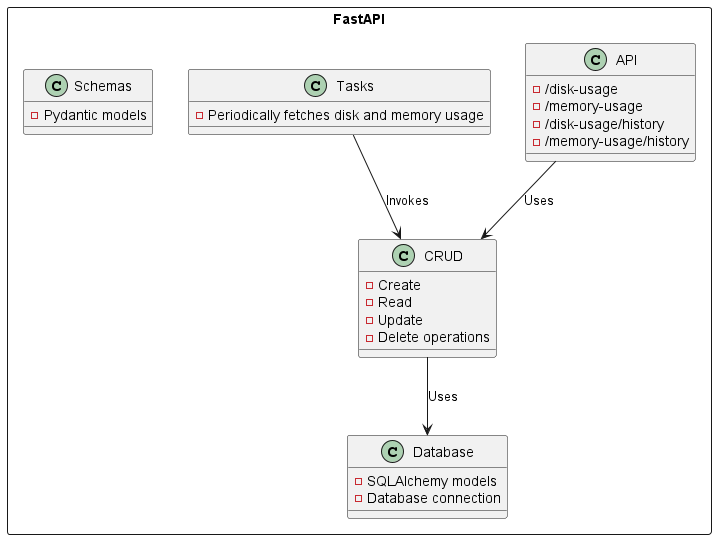 FastAPI
C Schemas
Pydantic models
C Tasks
Periodically fetches disk and memory usage
C API
/disk-usage
/memory-usage
/disk-usage/history
/memory-usage/history
Invokes
Uses
C CRUD
Create
Read
Update
Delete operations
Uses
C Database
SQLAlchemy models
Database connection